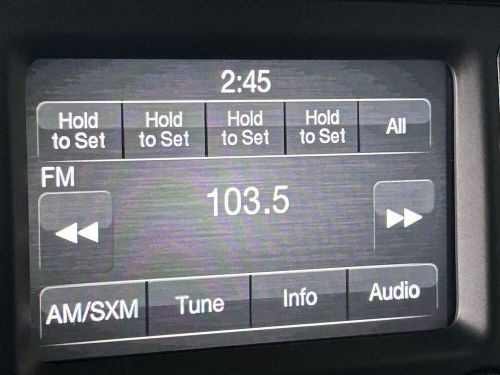 2:45
Hold to Set
Hold to Set
Hold to Set
Hold to Set
All
FM
103.5
AM/SXM
Tune
Info
Audio